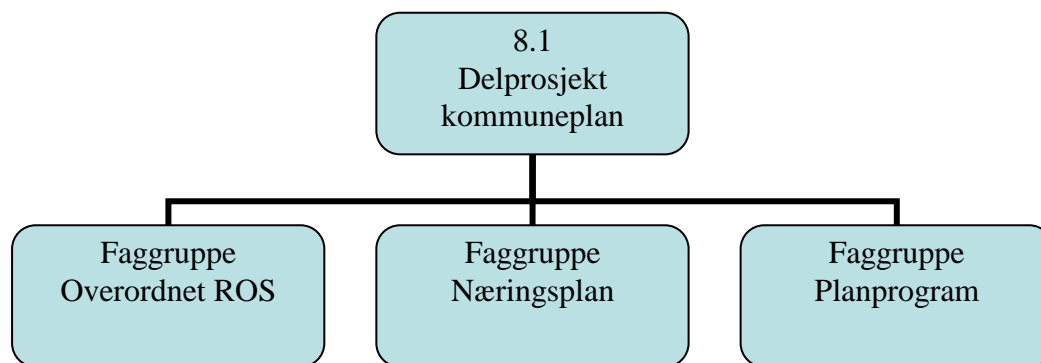 8.1
Delprosjekt
kommuneplan
Faggruppe
Overordnet ROS
Faggruppe
Næringsplan
Faggruppe
Planprogram